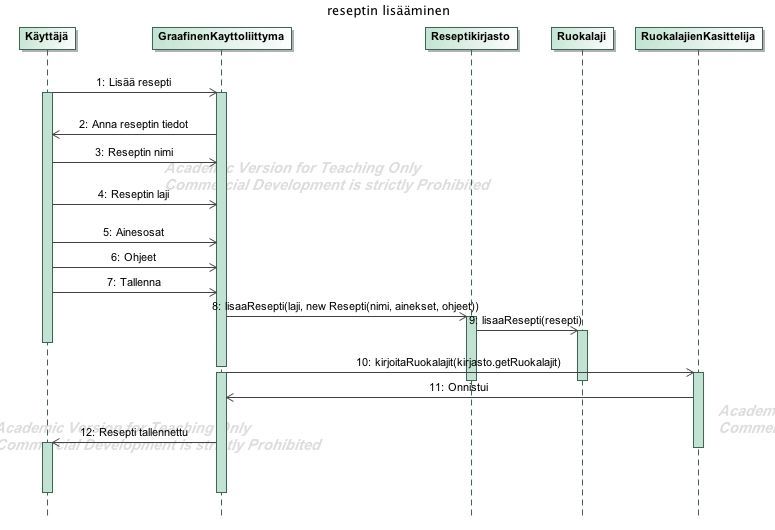 reseptin lisääminen
Käyttäjä
GraafinenKayttoliittyma
Reseptikirjasto
Ruokalaji
RuokalajienKasittelija
1: Lisää resepti
2: Anna reseptin tiedot
3: Reseptin nimi
Academic Version for Teaching Only
Commercial Development is strictly Prohibited
4: Reseptin laji
5: Ainesosat
6: Ohjeet
7: Tallenna
8: lisaaResepti(laji, new Resepti(nimi, ainekset, ohjeet))
9: lisaaResepti(resepti)
10: kirjoitaRuokalajit(kirjasto.getRuokalajit)
11: Onnistui
Academ
Comme
Academic Version for Teaching Only
12: Resepti tallennettu
Commercial Development is strictly Prohibited